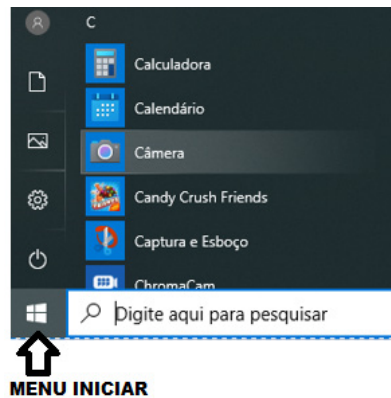 C
Calculadora
Calendário
Câmera
Candy Crush Friends
Captura e Esboço
ChromaCam
Digite aqui para pesquisar
MENU INICIAR